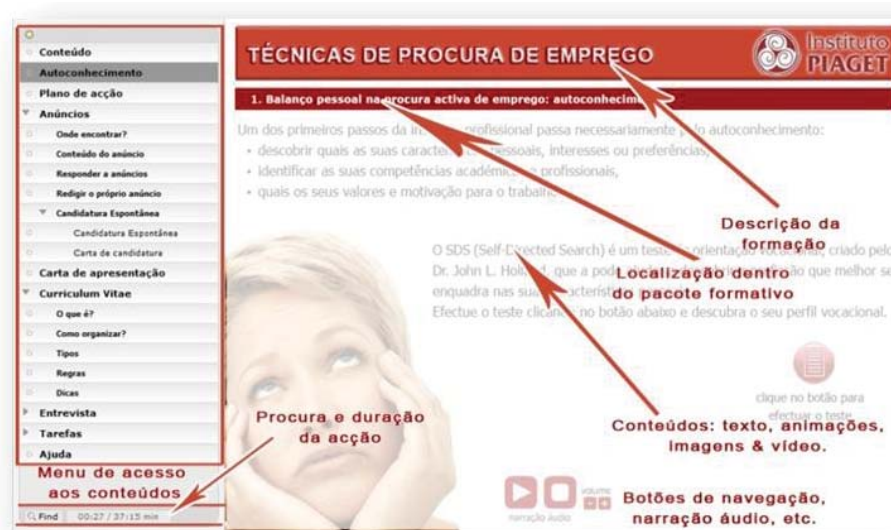 Conteúdo
Autoconhecimento
Plano de acção
Anúncios
Onde encontrar?
Conteúdo do anúncio
Responder a anúncios
Redigir o próprio anúncio
Candidatura Espontânea
Candidatura Espontânea
Carta de candidatura
Carta de apresentação
Curriculum Vitae
O que é?
Como organizar?
Tipos
Regras
Dicas
Entrevista
Tarefas
Ajuda
Menu de acesso
aos conteúdos
Find 00:27 / 37:15 min
TÉCNICAS DE PROCURA DE EMPREGO
Instituto
PIAGET
1. Balanço pessoal na procura activa de emprego: autoconhecim
Um dos primeiros passos da profissional passa necessariamente pelo autoconhecimento:
• descobrir quais as suas pessoais, interesses ou preferências,
• identificar as suas competências académicas e profissionais,
• quais os seus valores e motivação para o
Descrição da
formação
O SDS (Self-Directed Search) é um teste orientação vocacional, criado pelo
Dr. John L. que a que melhor se
Localização dentro
do pacote formativo
enquadra nas
Efectue o teste no botão abaixo e descubra o seu perfil vocacional.
clique no botão para
efectuar o teste
Procura e duração
da acção
Conteúdos: texto, animações,
imagens & vídeo.
narração áudio
volume
Botões de navegação,
narração áudio, etc.